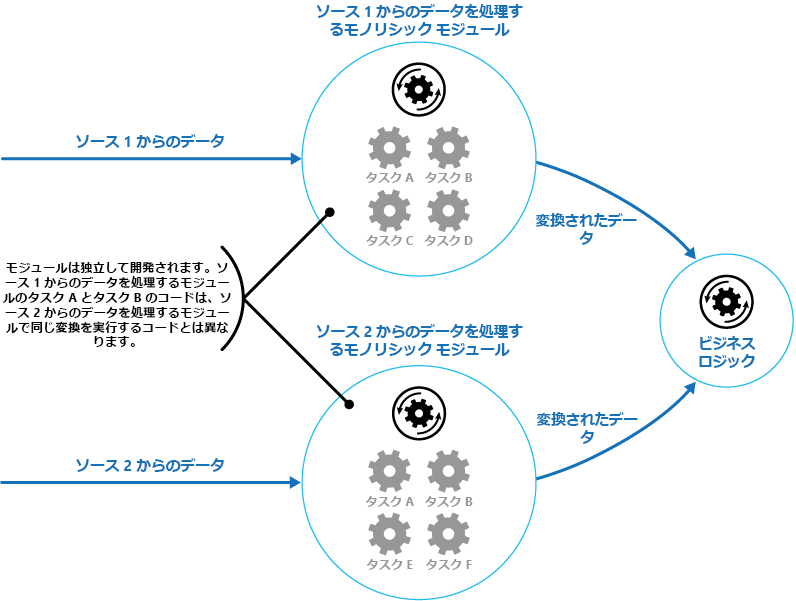 ソース 1 からのデータを処理す
るモノリシック モジュール
ソース 1 からのデータ
タスク A
タスク B
タスク C
タスク D
変換されたデー
タ
モジュールは独立して開発されます。ソ
ース 1 からのデータを処理するモジュー
ルのタスク A とタスク B のコードは、ソ
ース 2 からのデータを処理するモジュー
ルで同じ変換を実行するコードとは異な
ります。
ビジネス
ロジック
ソース 2 からのデータを処理す
るモノリシック モジュール
ソース 2 からのデータ
タスク A
タスク B
タスク E
タスク F
変換されたデー
タ